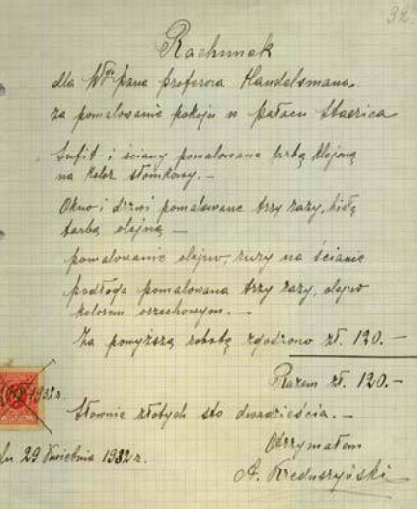 32
Rachunek
dla WPgo pana profesora Handelsmana.
za pomalowanie pokoju w pałacu Staszica
Sufit i ściany pomalowane farbą klejową
na kolor słomkowy. —
Okno i drzwi pomalowane trzy razy, białą
farbą olejną —
pomalowanie olejno, rury na ścianie
podłoga pomalowana trzy razy, olejno
kolorem orzechowym. —
Za powyższą robotę zgodzono zł. 120. —
Razem zł. 120. —
Słownie złotych sto dwadzieścia. —
dn 29 Kwietnia 1932 r.
Otrzymałem
A.